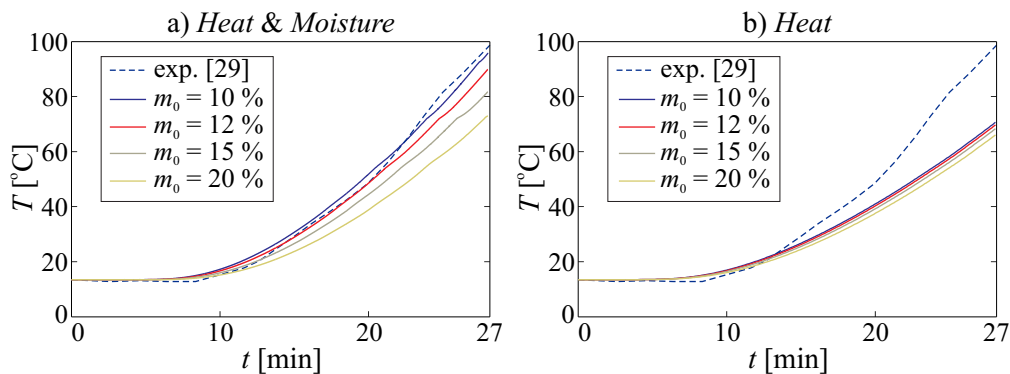 a) Heat & Moisture
100
80
60
40
20
0
T [°C]
exp. [29]
m₀ = 10 %
m₀ = 12 %
m₀ = 15 %
m₀ = 20 %
0 10 20 27
t [min]
b) Heat
100
80
60
40
20
0
T [°C]
exp. [29]
m₀ = 10 %
m₀ = 12 %
m₀ = 15 %
m₀ = 20 %
0 10 20 27
t [min]